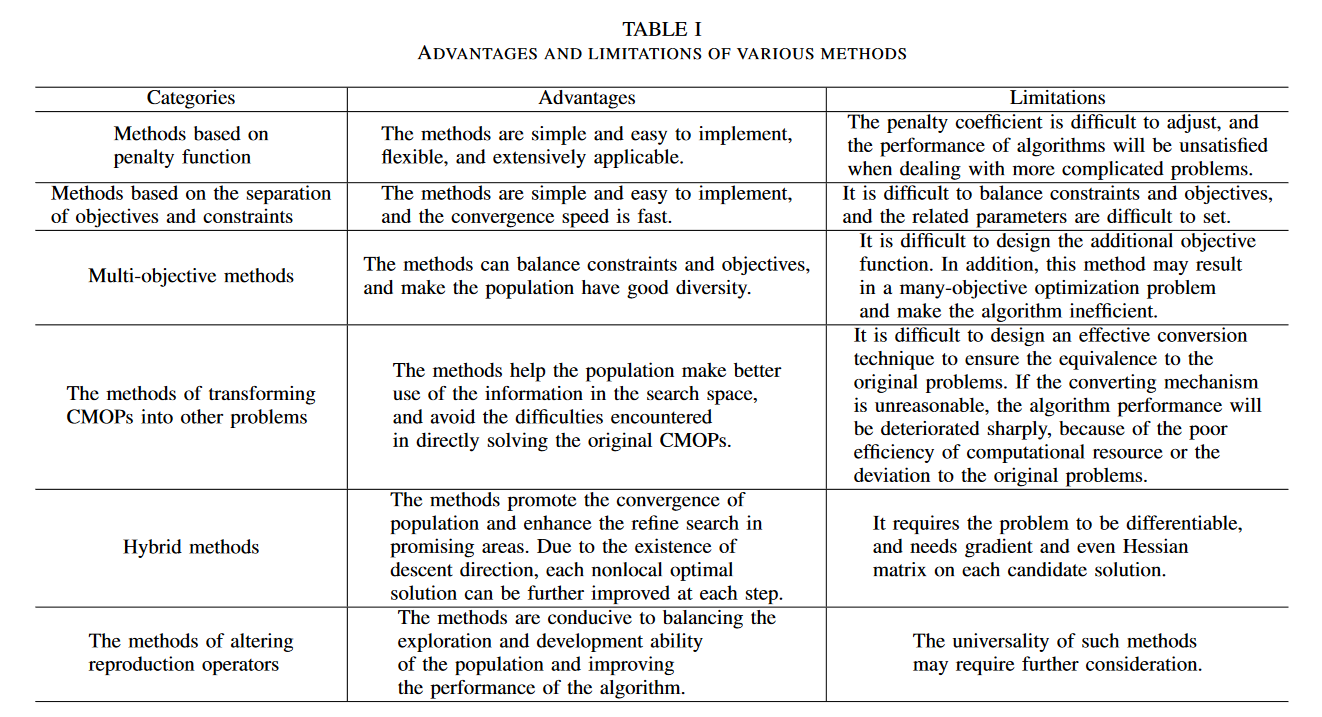 TABLE I
ADVANTAGES AND LIMITATIONS OF VARIOUS METHODS
Categories Advantages Limitations
Methods based on
penalty function
The methods are simple and easy to implement,
flexible, and extensively applicable.
The penalty coefficient is difficult to adjust, and
the performance of algorithms will be unsatisfied
when dealing with more complicated problems.
Methods based on the separation
of objectives and constraints
The methods are simple and easy to implement,
and the convergence speed is fast.
It is difficult to balance constraints and objectives,
and the related parameters are difficult to set.
Multi-objective methods
The methods can balance constraints and objectives,
and make the population have good diversity.
It is difficult to design the additional objective
function. In addition, this method may result
in a many-objective optimization problem
and make the algorithm inefficient.
The methods of transforming
CMOPs into other problems
The methods help the population make better
use of the information in the search space,
and avoid the difficulties encountered
in directly solving the original CMOPs.
It is difficult to design an effective conversion
technique to ensure the equivalence to the
original problems. If the converting mechanism
is unreasonable, the algorithm performance will
be deteriorated sharply, because of the poor
efficiency of computational resource or the
deviation to the original problems.
Hybrid methods
The methods promote the convergence of
population and enhance the refine search in
promising areas. Due to the existence of
descent direction, each nonlocal optimal
solution can be further improved at each step.
It requires the problem to be differentiable,
and needs gradient and even Hessian
matrix on each candidate solution.
The methods of altering
reproduction operators
The methods are conducive to balancing the
exploration and development ability
of the population and improving
the performance of the algorithm.
The universality of such methods
may require further consideration.